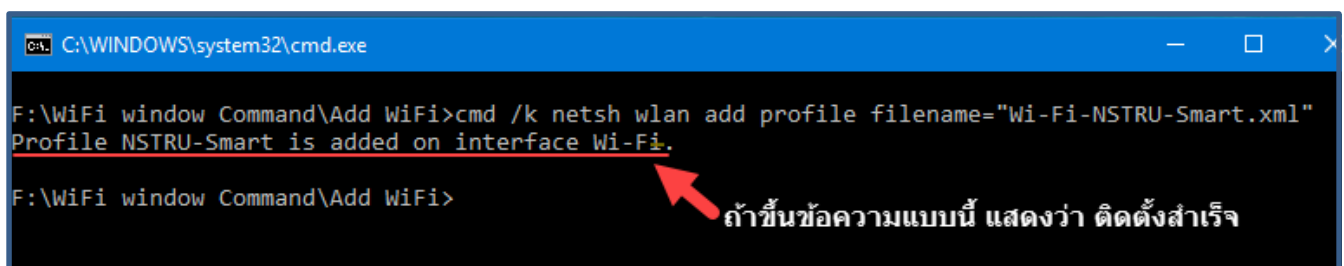 C:\WINDOWS\system32\cmd.exe
F:\WiFi window Command\Add WiFi>cmd /k netsh wlan add profile filename="Wi-Fi-NSTRU-Smart.xml"
Profile NSTRU-Smart is added on interface Wi-Fi.
F:\WiFi window Command\Add WiFi>
ถ้าขึ้นข้อความแบบนี้ แสดงว่า ติดตั้งสำเร็จ